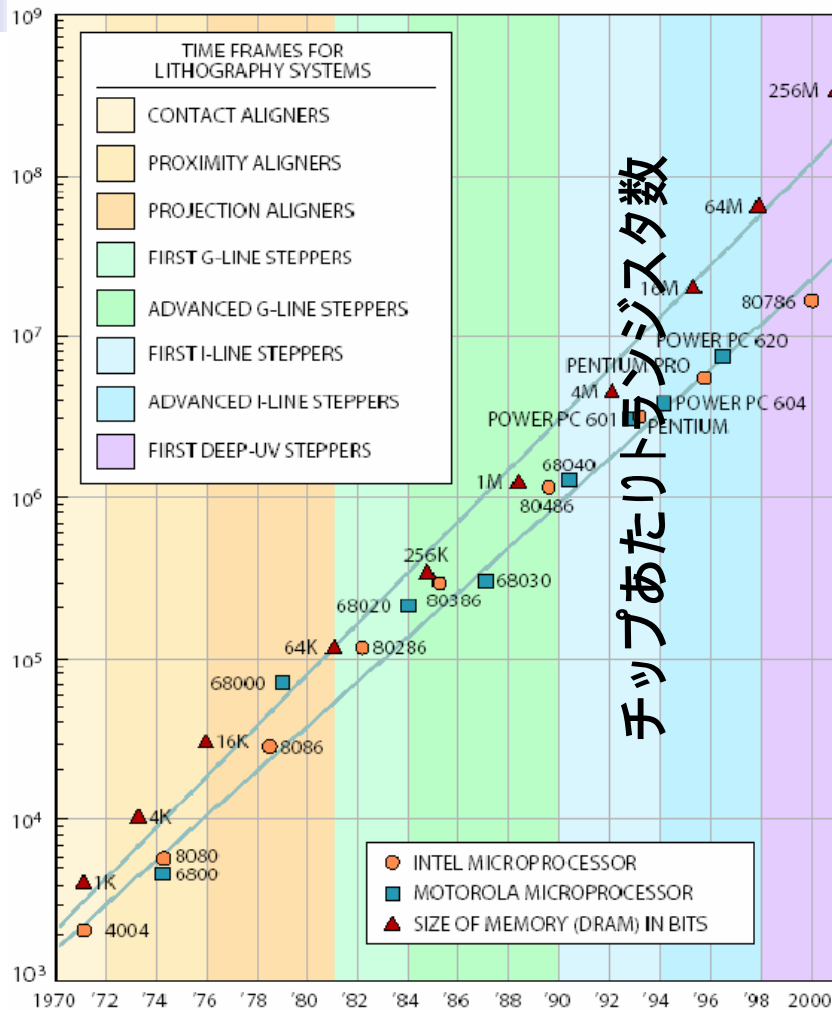 10⁹
10⁸
10⁷
10⁶
10⁵
10⁴
10³
TIME FRAMES FOR
LITHOGRAPHY SYSTEMS
CONTACT ALIGNERS
PROXIMITY ALIGNERS
PROJECTION ALIGNERS
FIRST G-LINE STEPPERS
ADVANCED G-LINE STEPPERS
FIRST I-LINE STEPPERS
ADVANCED I-LINE STEPPERS
FIRST DEEP-UV STEPPERS
チップあたりトランジスタ数
256M
64M
16M
80786
POWER PC 620
PENTIUM PRO
4M
POWER PC 604
POWER PC 601
PENTIUM
68040
1M
80486
256K
68030
80386
68020
64K
80286
68000
16K
8086
4K
8080
6800
1K
4004
INTEL MICROPROCESSOR
MOTOROLA MICROPROCESSOR
SIZE OF MEMORY (DRAM) IN BITS
1970 '72 '74 '76 '78 '80 '82 '84 '86 '88 '90 '92 '94 '96 '98 2000